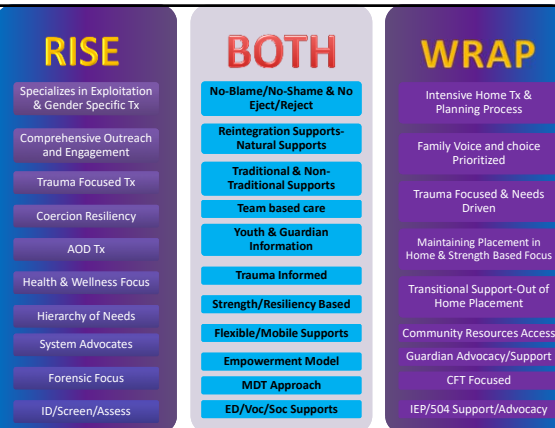 RISE
Specializes in Exploitation
& Gender Specific Tx
Comprehensive Outreach
and Engagement
Trauma Focused Tx
Coercion Resiliency
AOD Tx
Health & Wellness Focus
Hierarchy of Needs
System Advocates
Forensic Focus
ID/Screen/Assess
BOTH
No-Blame/No-Shame & No
Eject/Reject
Reintegration Supports-
Natural Supports
Traditional & Non-
Traditional Supports
Team based care
Youth & Guardian
Information
Trauma Informed
Strength/Resiliency Based
Flexible/Mobile Supports
Empowerment Model
MDT Approach
ED/Voc/Soc Supports
WRAP
Intensive Home Tx &
Planning Process
Family Voice and choice
Prioritized
Trauma Focused & Needs
Driven
Maintaining Placement in
Home & Strength Based Focus
Transitional Support-Out of
Home Placement
Community Resources Access
Guardian Advocacy/Support
CFT Focused
IEP/504 Support/Advocacy